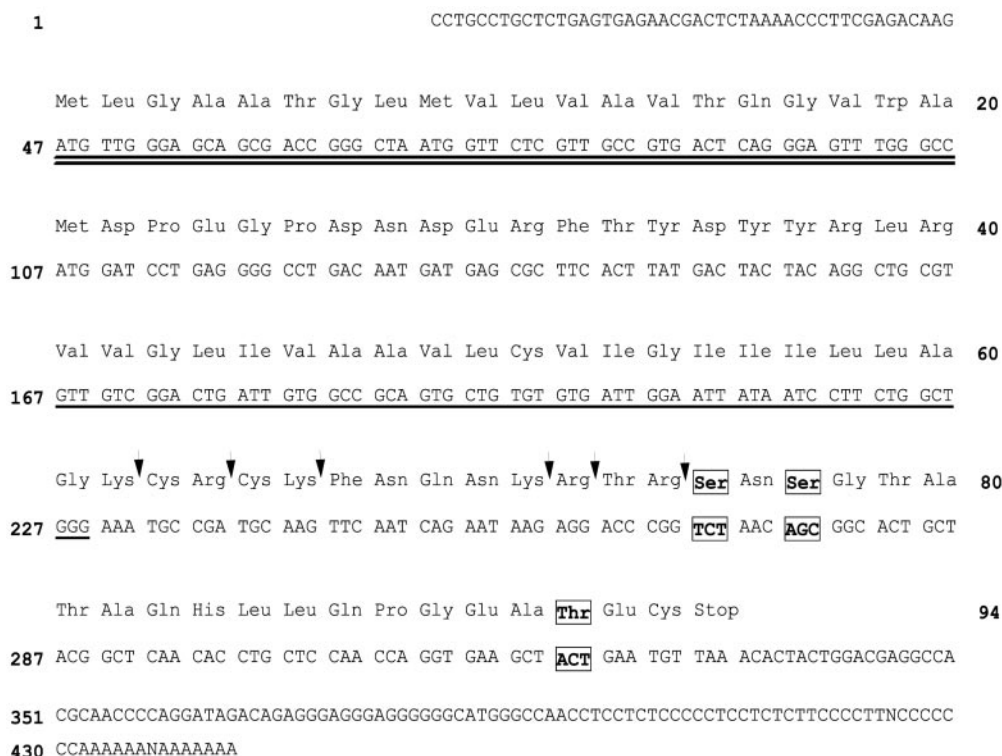 1 CCTGCCTGCTCTGAGTGAGAACGACTCTAAAACCCTTCGAGACAAG
Met Leu Gly Ala Ala Thr Gly Leu Met Val Leu Val Ala Val Thr Gln Gly Val Trp Ala 20
47 ATG TTG GGA GCA GCG ACC GGG CTA ATG GTT CTC GTT GCC GTG ACT CAG GGA GTT TGG GCC
Met Asp Pro Glu Gly Pro Asp Asn Asp Glu Arg Phe Thr Tyr Asp Tyr Tyr Arg Leu Arg 40
107 ATG GAT CCT GAG GGG CCT GAC AAT GAT GAG CGC TTC ACT TAT GAC TAC TAC AGG CTG CGT
Val Val Gly Leu Ile Val Ala Ala Val Leu Cys Val Ile Gly Ile Ile Ile Leu Leu Ala 60
167 GTT GTC GGA CTG ATT GTG GCC GCA GTG CTG TGT GTG ATT GGA ATT ATA ATC CTT CTG GCT
Gly Lys Cys Arg Cys Lys Phe Asn Gln Asn Lys Arg Thr Arg Ser Asn Ser Gly Thr Ala 80
227 GGG AAA TGC CGA TGC AAG TTC AAT CAG AAT AAG AGG ACC CGG TCT AAC AGC GGC ACT GCT
Thr Ala Gln His Leu Leu Gln Pro Gly Glu Ala Thr Glu Cys Stop 94
287 ACG GCT CAA CAC CTG CTC CAA CCA GGT GAA GCT ACT GAA TGT TAA ACACTACTGGACGAGGCCA
351 CGCAACCCCAGGATAGACAGAGGGAGGGAGGGGGGCATGGGCCAACCTCCTCTCCCCCTCCTCTCTTCCCCTTNCCCCC
430 CCAAAAAANAAAAAAA